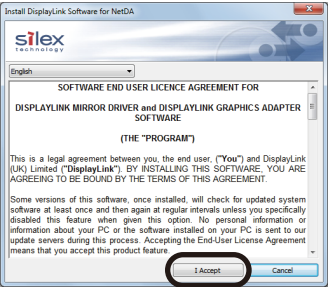 Install DisplayLink Software for NetDA
silex
technology
English
SOFTWARE END USER LICENCE AGREEMENT FOR
DISPLAYLINK MIRROR DRIVER and DISPLAYLINK GRAPHICS ADAPTER
SOFTWARE
(THE "PROGRAM")
This is a legal agreement between you, the end user, ("You") and DisplayLink
(UK) Limited ("DisplayLink"). BY INSTALLING THIS SOFTWARE, YOU ARE
AGREEING TO BE BOUND BY THE TERMS OF THIS AGREEMENT.
Some versions of this software, once installed, will check for updated system
software at least once and then again at regular intervals unless you specifically
disabled this feature when given this option. No personal information or
information about your PC or the software installed on your PC is sent to our
update servers during this process. Accepting the End-User License Agreement
means that you accept this product feature
I Accept
Cancel